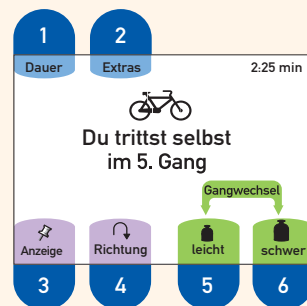 1 2
Dauer Extras 2:25 min
Du trittst selbst
im 5. Gang
Gangwechsel
Anzeige Richtung leicht schwer
3 4 5 6